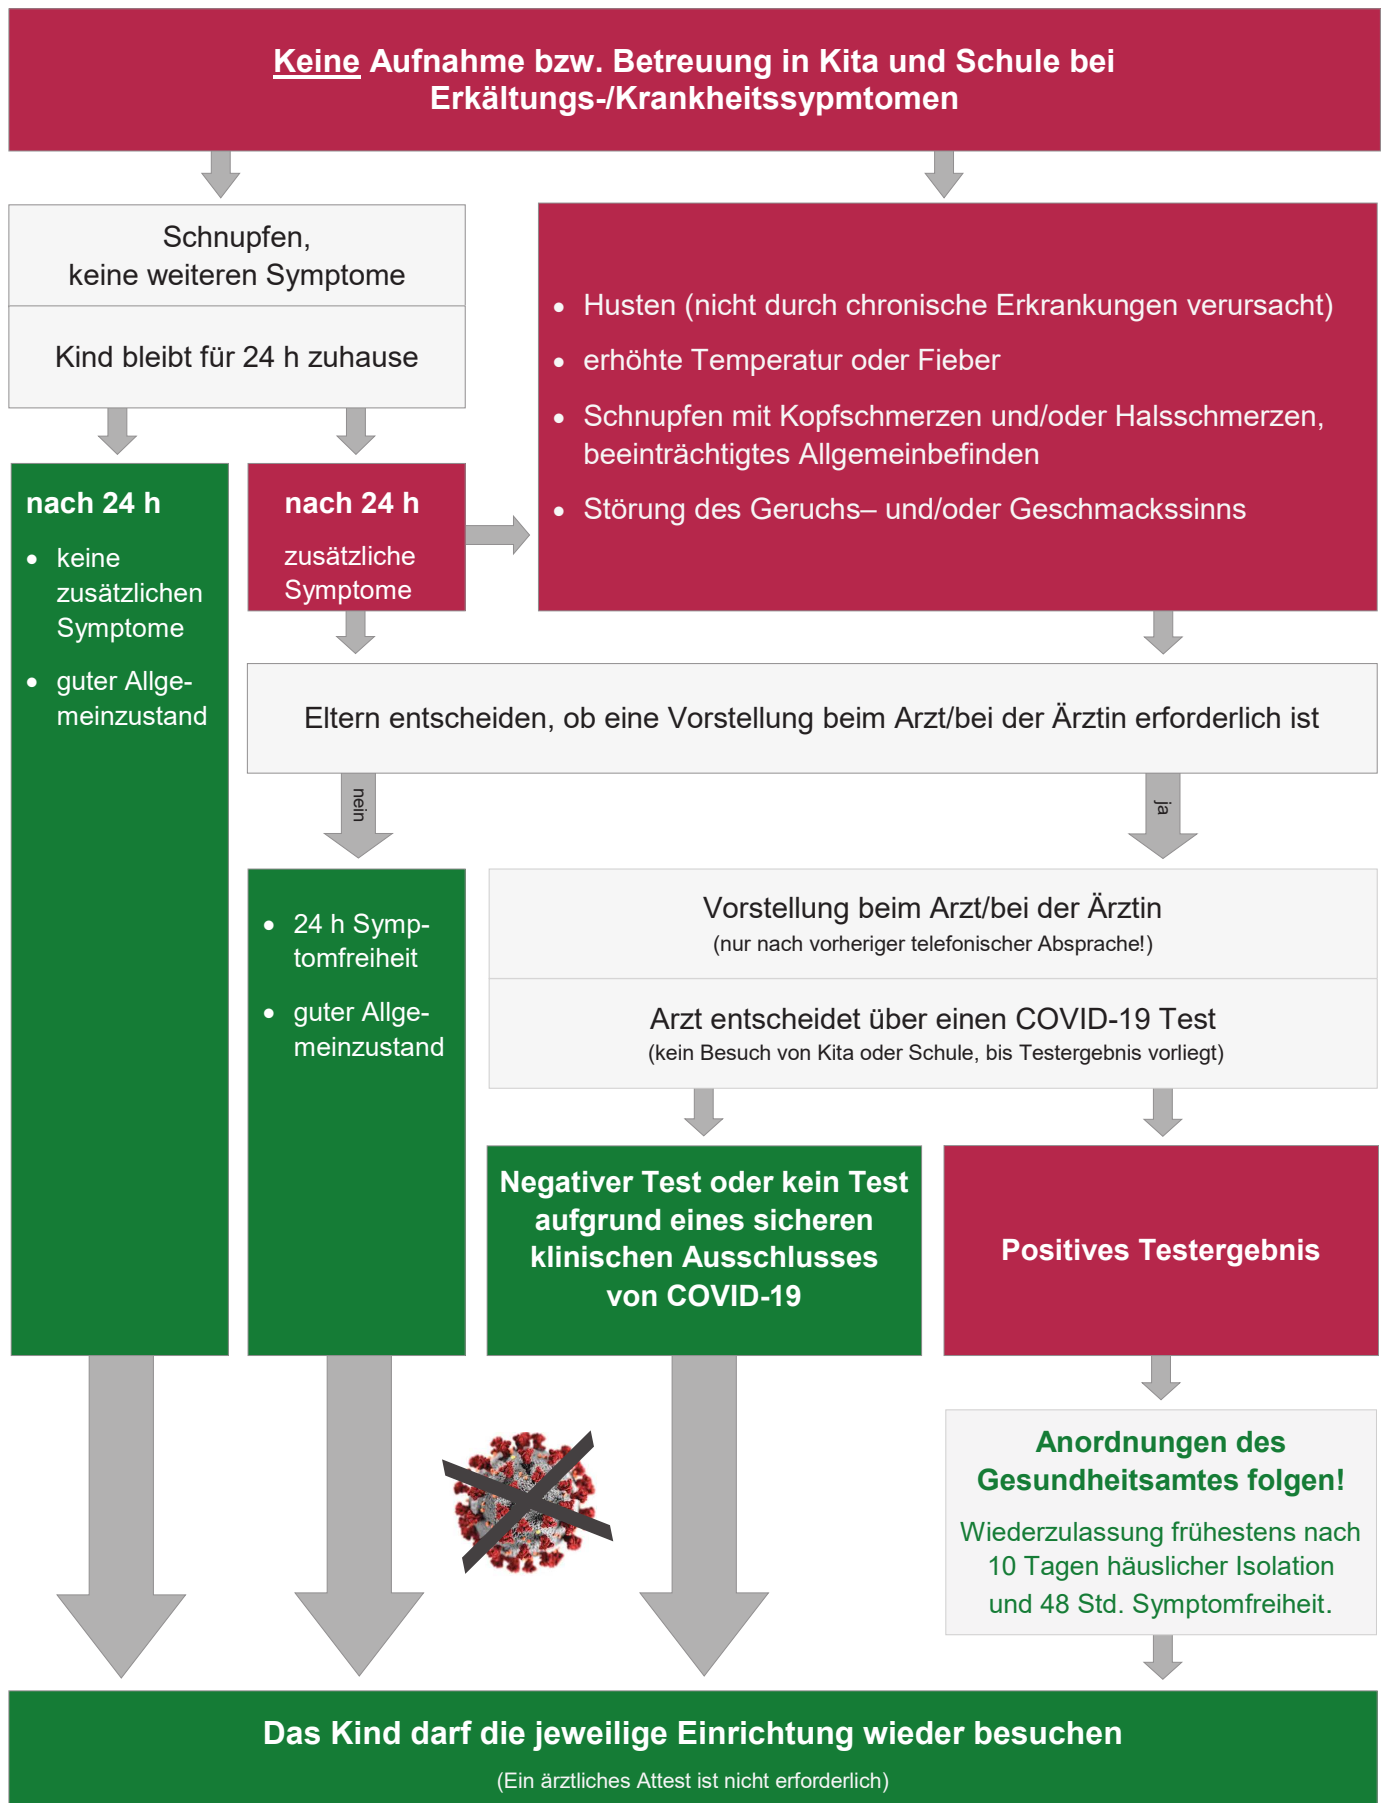 Keine Aufnahme bzw. Betreuung in Kita und Schule bei
Erkältungs-/Krankheitssypmtomen
Schnupfen,
keine weiteren Symptome
Kind bleibt für 24 h zuhause
• Husten (nicht durch chronische Erkrankungen verursacht)
• erhöhte Temperatur oder Fieber
• Schnupfen mit Kopfschmerzen und/oder Halsschmerzen,
beeinträchtigtes Allgemeinbefinden
• Störung des Geruchs– und/oder Geschmackssinns
nach 24 h
• keine
zusätzlichen
Symptome
• guter Allge-
meinzustand
nach 24 h
zusätzliche
Symptome
Eltern entscheiden, ob eine Vorstellung beim Arzt/bei der Ärztin erforderlich ist
nein
ja
• 24 h Symp-
tomfreiheit
• guter Allge-
meinzustand
Vorstellung beim Arzt/bei der Ärztin
(nur nach vorheriger telefonischer Absprache!)
Arzt entscheidet über einen COVID-19 Test
(kein Besuch von Kita oder Schule, bis Testergebnis vorliegt)
Negativer Test oder kein Test
aufgrund eines sicheren
klinischen Ausschlusses
von COVID-19
Positives Testergebnis
Anordnungen des
Gesundheitsamtes folgen!
Wiederzulassung frühestens nach
10 Tagen häuslicher Isolation
und 48 Std. Symptomfreiheit.
Das Kind darf die jeweilige Einrichtung wieder besuchen
(Ein ärztliches Attest ist nicht erforderlich)